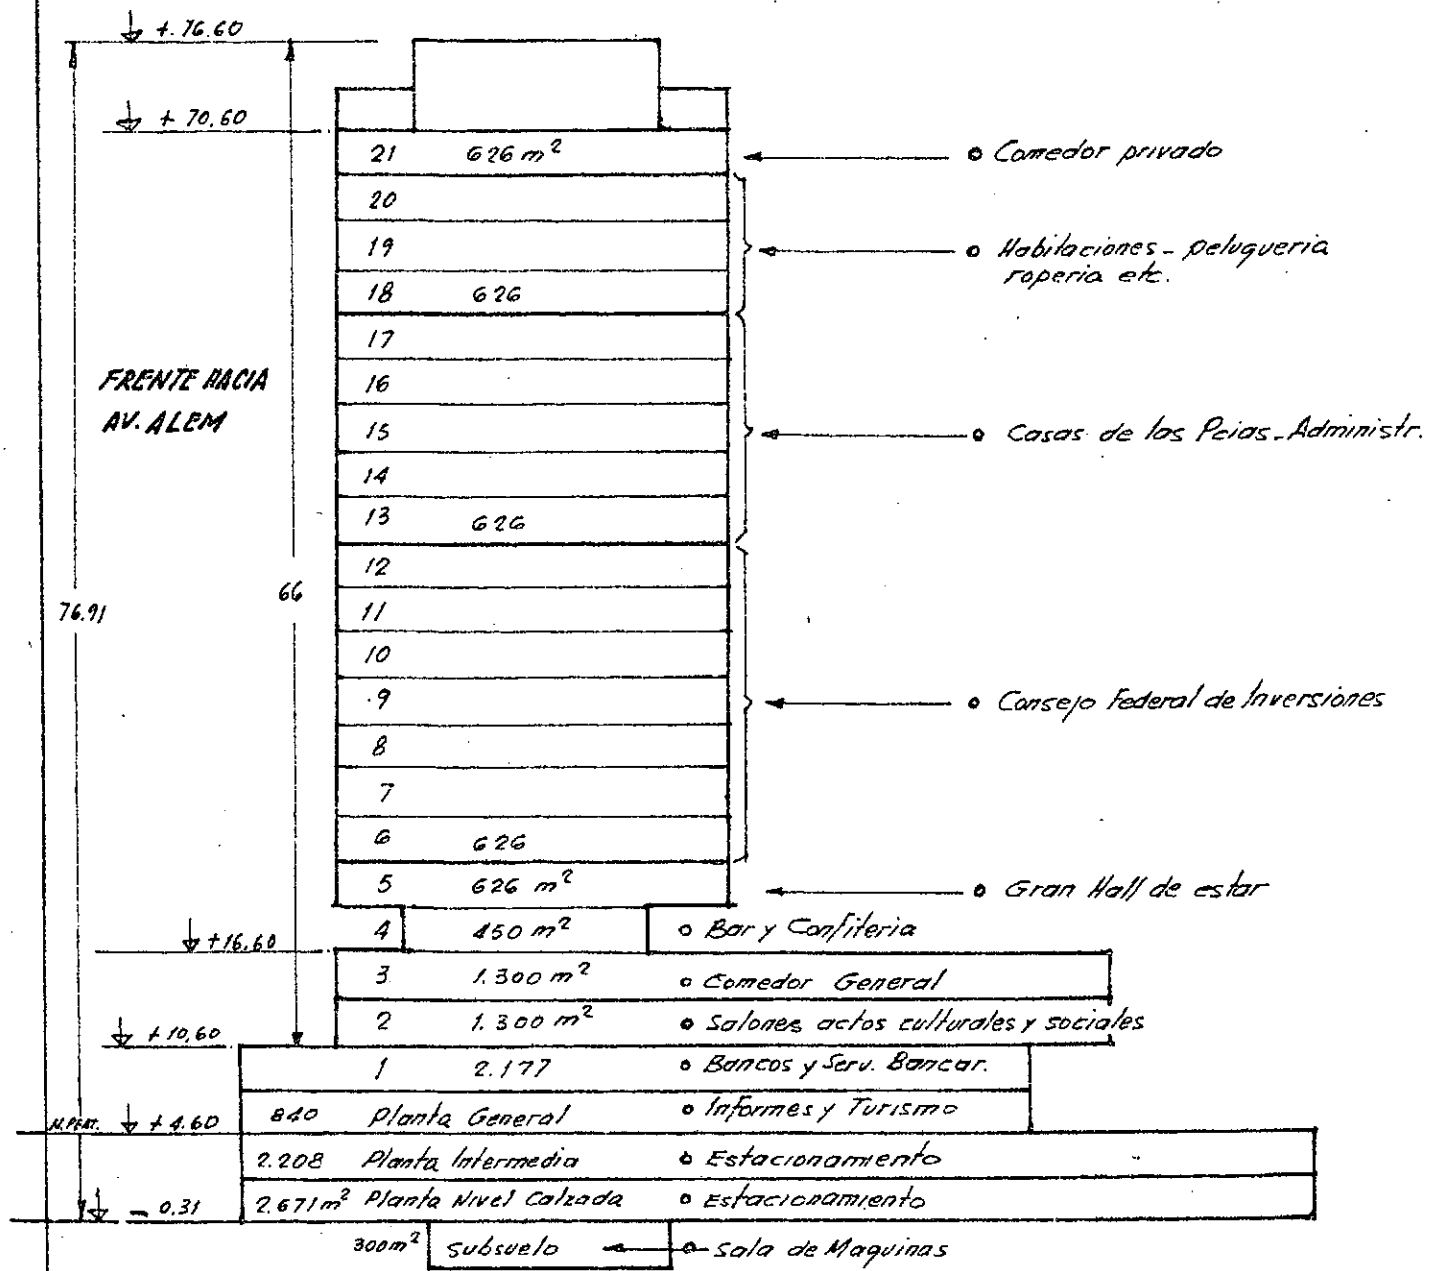 + 76.60
+ 70.60
21 626 m² • Comedor privado
20
19 • Habitaciones - peluqueria
roperia etc.
18 626
17
FRENTE HACIA
AV. ALEM
16
15 • Casas de las Pcias - Administr.
14
13 626
12
66
76.91
11
10
9 • Consejo Federal de Inversiones
8
7
6 626
5 626 m² • Gran Hall de estar
4 450 m² • Bar y Confiteria
+16.60
3 1.300 m² • Comedor General
2 1.300 m² • Salones actos culturales y sociales
+ 10,60
1 2.177 • Bancos y Serv. Bancar.
840 Planta General • Informes y Turismo
N.PEAT. + 4.60
2.208 Planta Intermedia • Estacionamiento
2.671 m² Planta Nivel Calzada • Estacionamiento
- 0.31
300 m² Subsuelo • Sala de Maquinas